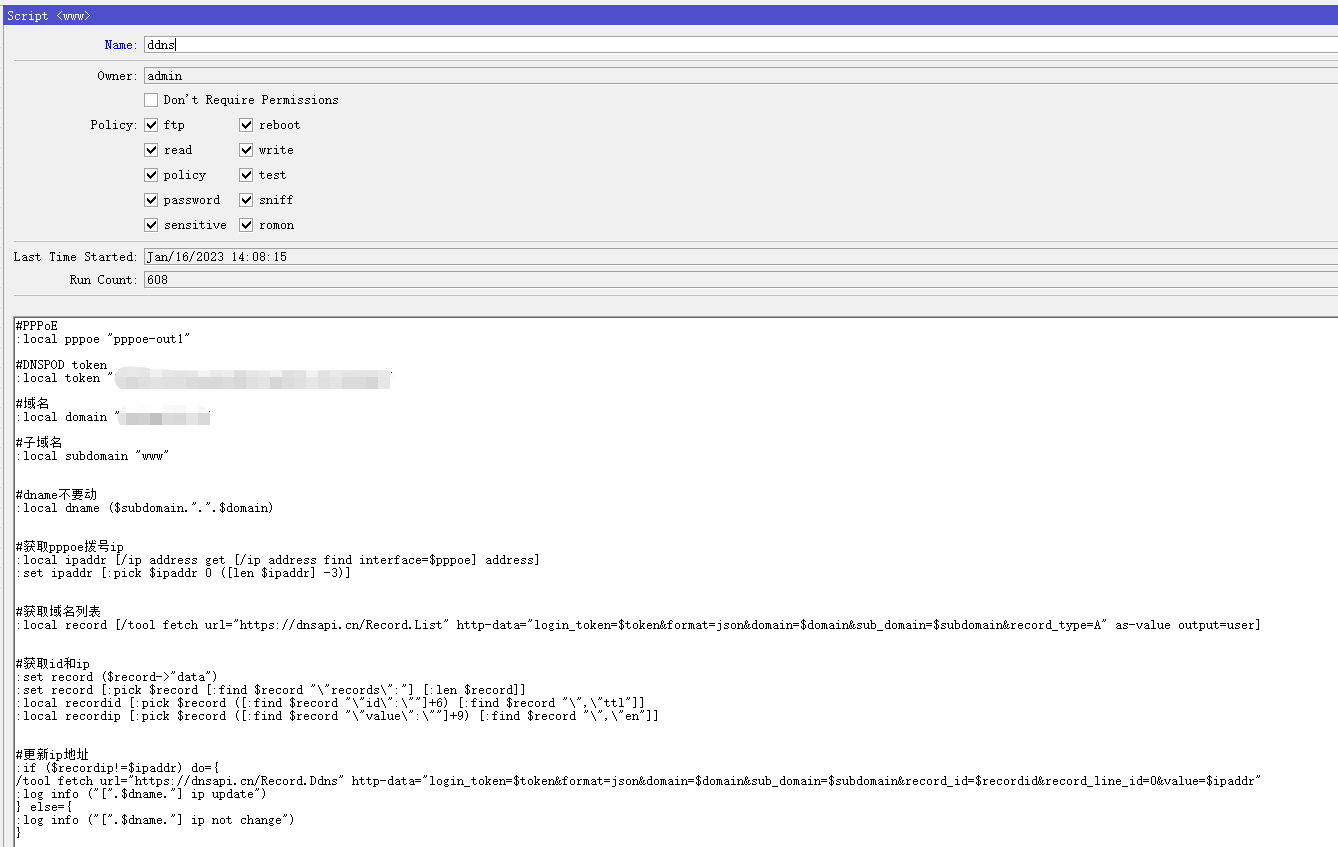 Script <www>
Name: ddns
Owner: admin
Don't Require Permissions
Policy: ftp reboot
read write
policy test
password sniff
sensitive romon
Last Time Started: Jan/16/2023 14:08:15
Run Count: 608
#PPPoE
:local pppoe "pppoe-out1"
#DNSPOD token
:local token "
#域名
:local domain "
#子域名
:local subdomain "www"
#dname不要动
:local dname ($subdomain.".".$domain)
#获取pppoe拨号ip
:local ipaddr [/ip address get [/ip address find interface=$pppoe] address]
:set ipaddr [:pick $ipaddr 0 ([len $ipaddr] -3)]
#获取域名列表
:local record [/tool fetch url="https://dnsapi.cn/Record.List" http-data="login_token=$token&format=json&domain=$domain&sub_domain=$subdomain&record_type=A" as-value output=user]
#获取id和ip
:set record ($record->"data")
:set record [:pick $record [:find $record "\"records\":"] [:len $record]]
:local recordid [:pick $record ([:find $record "\"id\":\""]+6) [:find $record "\",\"ttl"]]
:local recordip [:pick $record ([:find $record "\"value\":\""]+9) [:find $record "\",\"en"]]
#更新ip地址
:if ($recordip!=$ipaddr) do={
/tool fetch url="https://dnsapi.cn/Record.Ddns" http-data="login_token=$token&format=json&domain=$domain&sub_domain=$subdomain&record_id=$recordid&record_line_id=0&value=$ipaddr"
:log info ("[".$dname."] ip update")
} else={
:log info ("[".$dname."] ip not change")
}